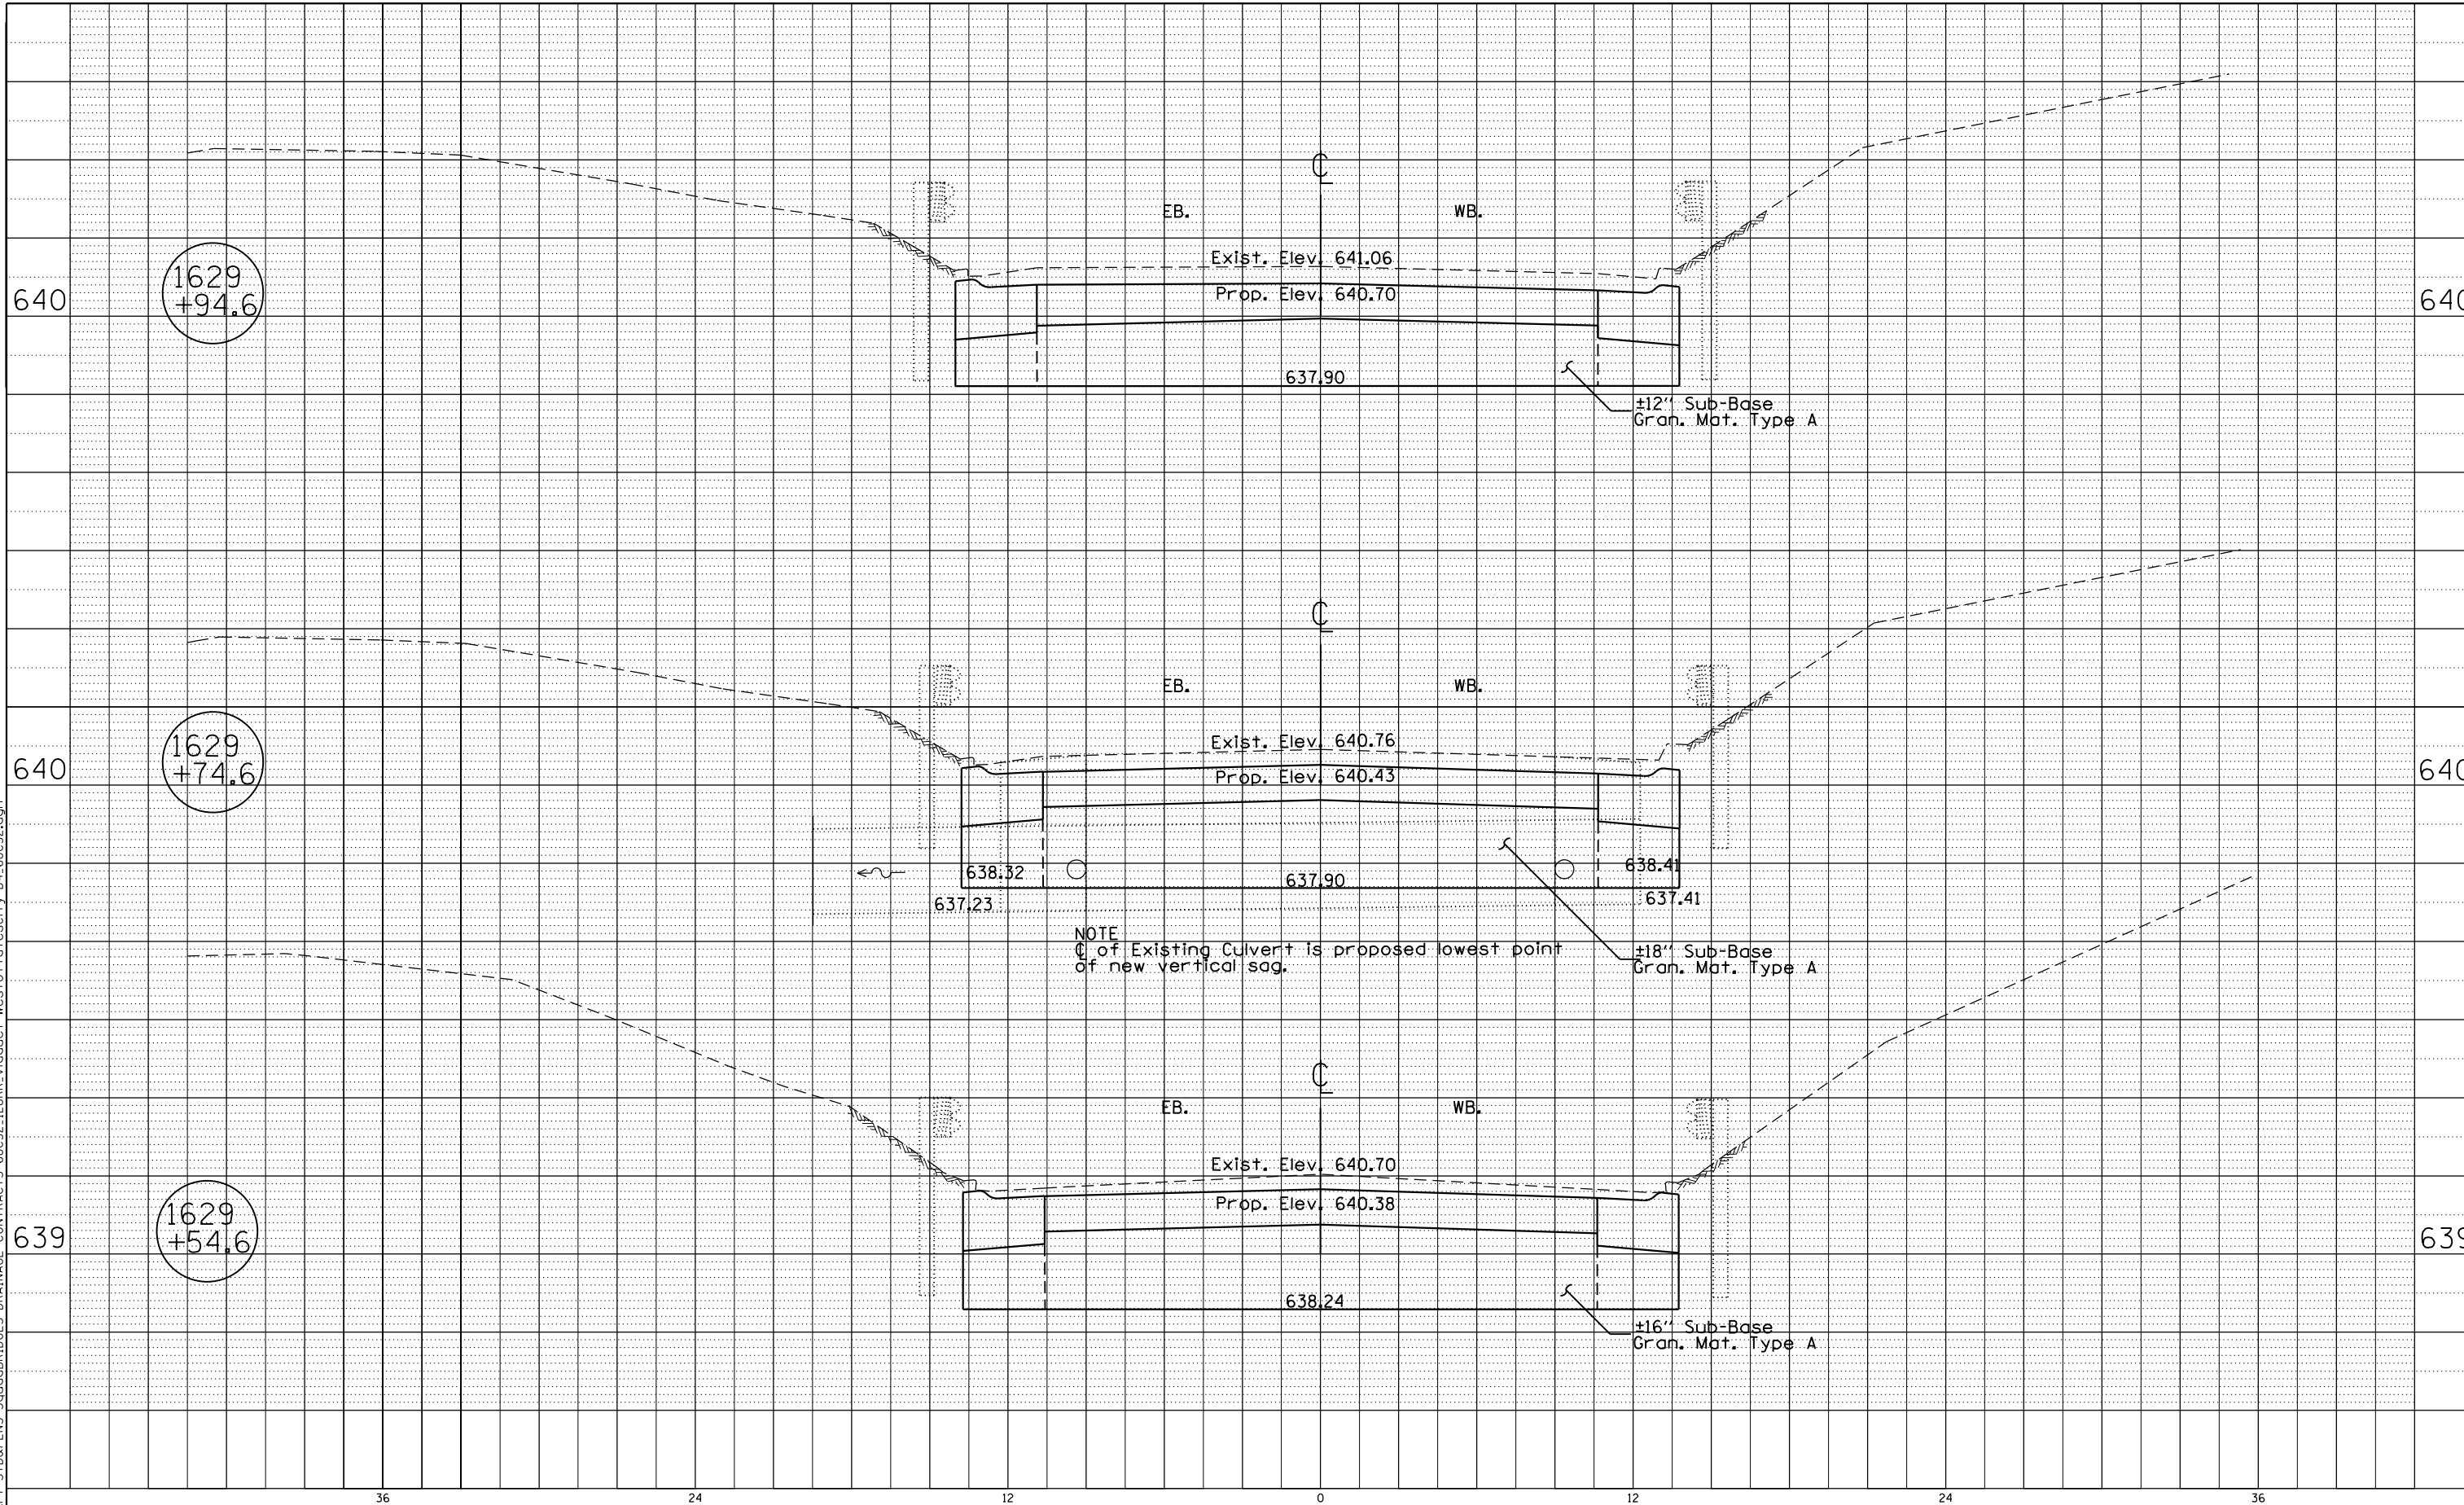 EB.
WB.
Exist. Elev. 641.06
1629
+94.6
640
640
Prop. Elev. 640.70
637.90
±12" Sub-Base
Gran. Mat. Type A
EB.
WB.
Exist. Elev. 640.76
1629
+74.6
640
640
Prop. Elev. 640.43
638.32
637.90
638.41
637.23
637.41
NOTE
℄ of Existing Culvert is proposed lowest point
of new vertical sag.
±18" Sub-Base
Gran. Mat. Type A
EB.
WB.
Exist. Elev. 640.70
1629
+54.6
639
639
Prop. Elev. 640.38
638.24
±16" Sub-Base
Gran. Mat. Type A
36 24 12 0 12 24 36